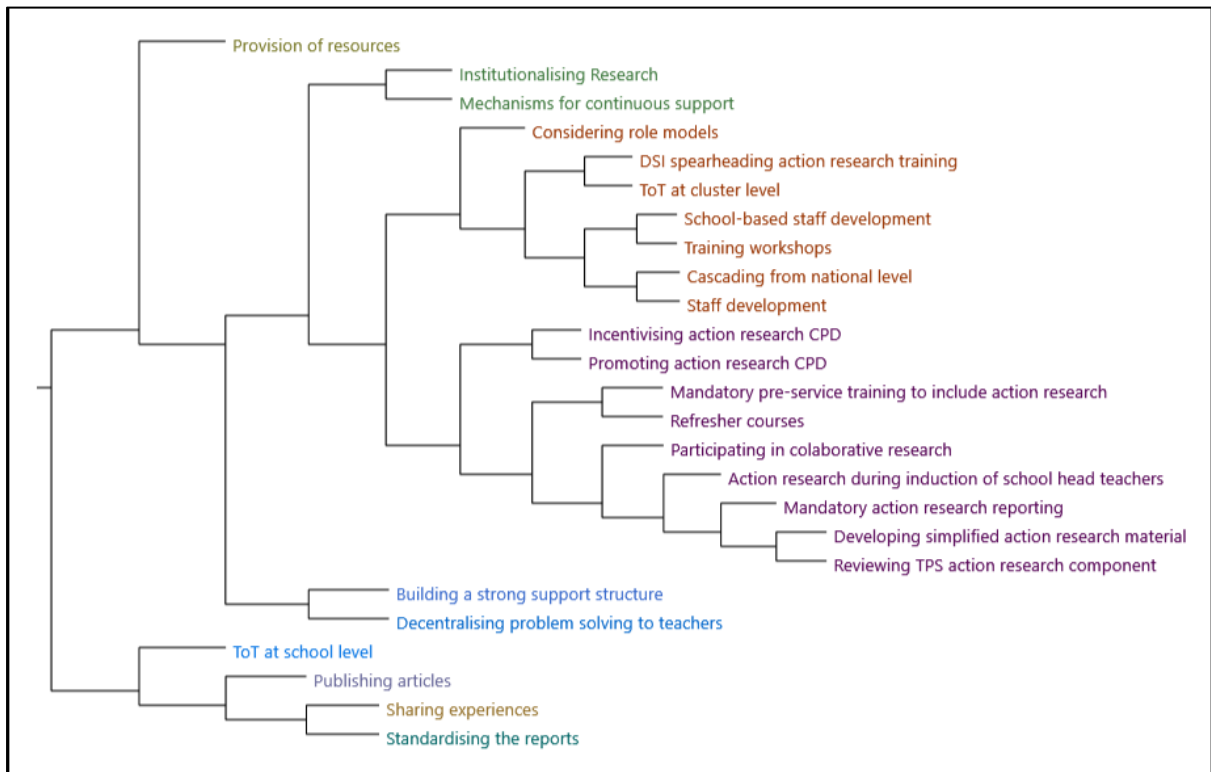 Provision of resources
Institutionalising Research
Mechanisms for continuous support
Considering role models
DSI spearheading action research training
ToT at cluster level
School-based staff development
Training workshops
Cascading from national level
Staff development
Incentivising action research CPD
Promoting action research CPD
Mandatory pre-service training to include action research
Refresher courses
Participating in colaborative research
Action research during induction of school head teachers
Mandatory action research reporting
Developing simplified action research material
Reviewing TPS action research component
Building a strong support structure
Decentralising problem solving to teachers
ToT at school level
Publishing articles
Sharing experiences
Standardising the reports